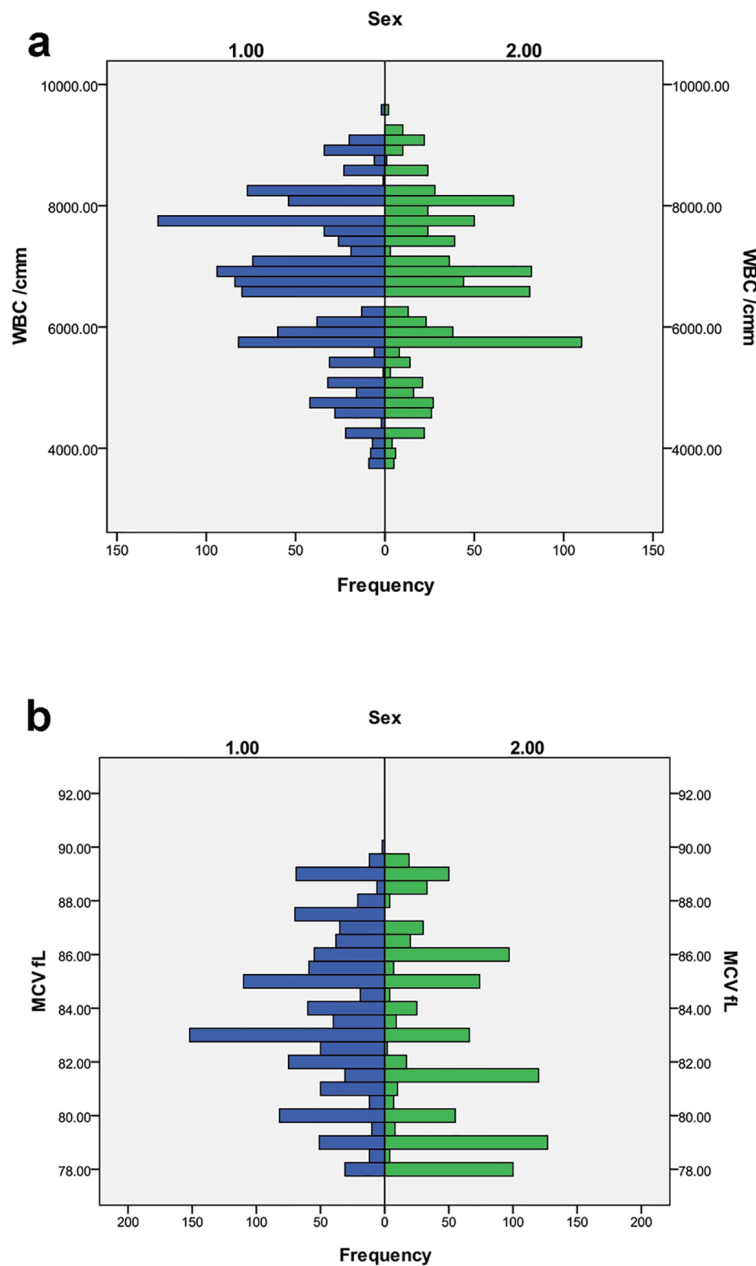 a
Sex
1.00 2.00
10000.00 10000.00
8000.00 8000.00
6000.00 6000.00
4000.00 4000.00
WBC /cmm WBC /cmm
150 100 50 0 50 100 150
Frequency
b
Sex
1.00 2.00
92.00 92.00
90.00 90.00
88.00 88.00
86.00 86.00
84.00 84.00
82.00 82.00
80.00 80.00
78.00 78.00
MCV fL MCV fL
200 150 100 50 0 50 100 150 200
Frequency